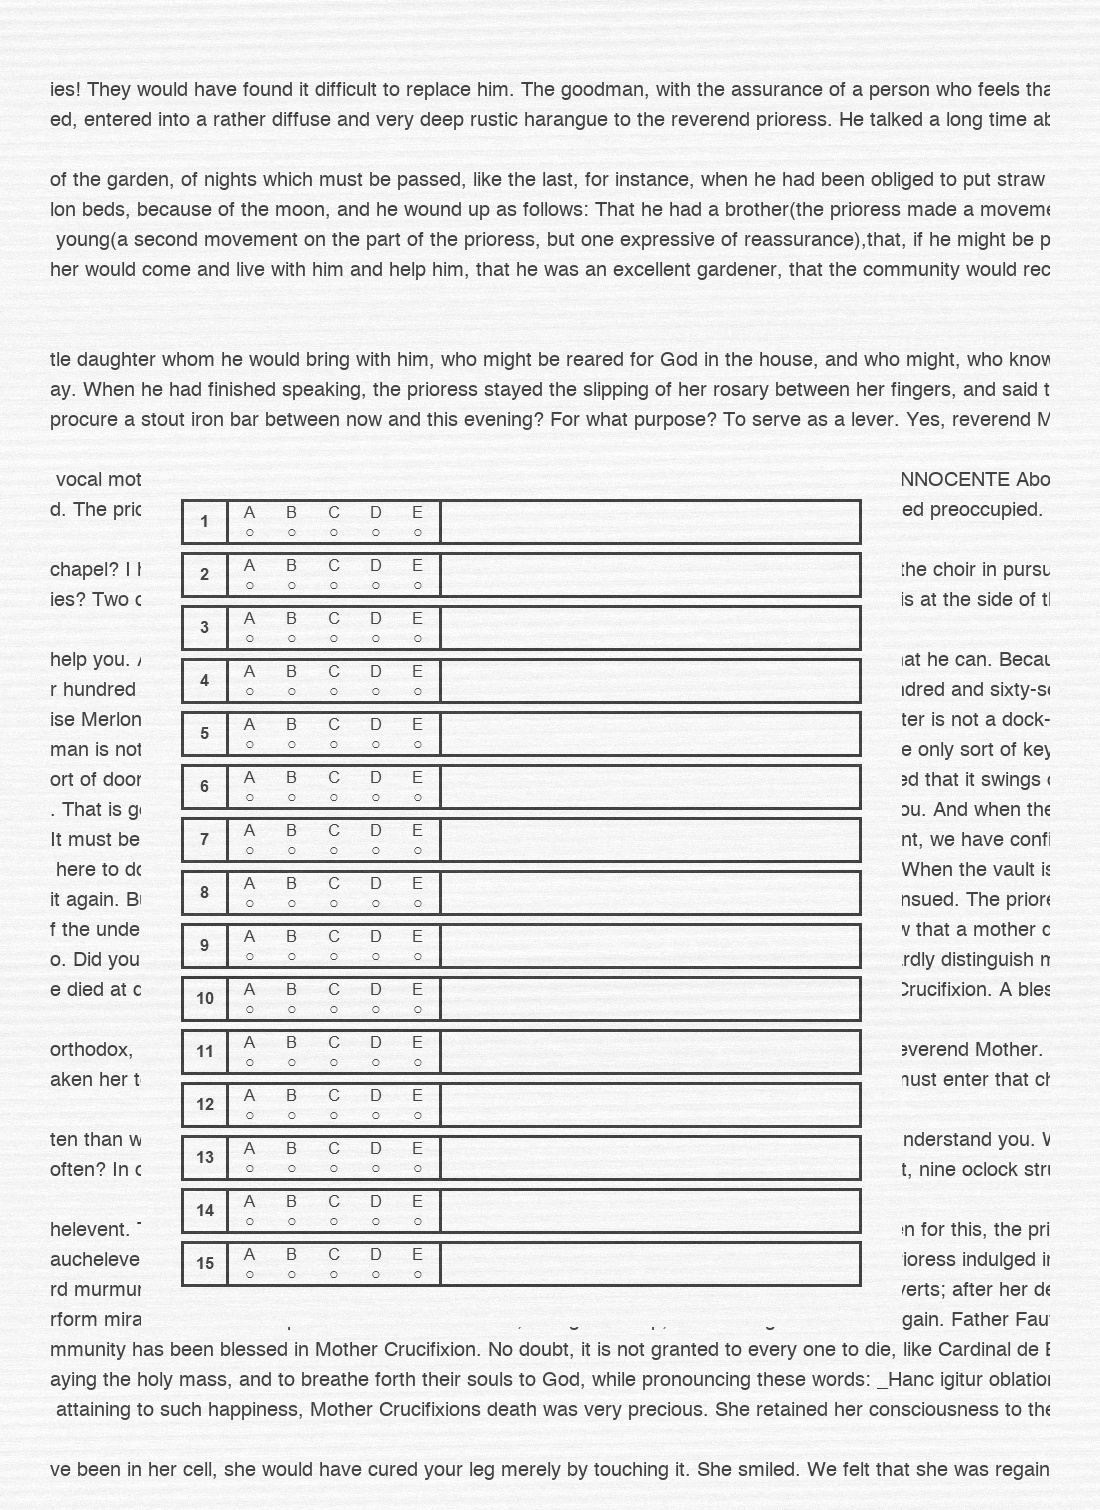 ies! They would have found it difficult to replace him. The goodman, with the assurance of a person who feels tha
ed, entered into a rather diffuse and very deep rustic harangue to the reverend prioress. He talked a long time ab
of the garden, of nights which must be passed, like the last, for instance, when he had been obliged to put straw
lon beds, because of the moon, and he wound up as follows: That he had a brother(the prioress made a moveme
young(a second movement on the part of the prioress, but one expressive of reassurance),that, if he might be p
her would come and live with him and help him, that he was an excellent gardener, that the community would rec
tle daughter whom he would bring with him, who might be reared for God in the house, and who might, who know
ay. When he had finished speaking, the prioress stayed the slipping of her rosary between her fingers, and said t
procure a stout iron bar between now and this evening? For what purpose? To serve as a lever. Yes, reverend M
vocal mot
d. The pric
chapel? I
ies? Two
help you.
r hundred
ise Merlon
man is not
ort of door
. That is g
It must be
here to do
it again. B
f the unde
o. Did you
e died at
orthodox,
aken her t
ten than w
often? In
helevent.
aucheleve
rd murmur
rform mira
1 A B C D E
2 A B C D E
3 A B C D E
4 A B C D E
5 A B C D E
6 A B C D E
7 A B C D E
8 A B C D E
9 A B C D E
10 A B C D E
11 A B C D E
12 A B C D E
13 A B C D E
14 A B C D E
15 A B C D E
NNOCENTE Abo
ed preoccupied.
the choir in pursu
is at the side of t
at he can. Becau
dred and sixty-se
ter is not a dock-
e only sort of key
ed that it swings
ou. And when the
nt, we have confi
When the vault is
nsued. The priore
w that a mother
rdly distinguish m
Crucifixion. A bles
everend Mother.
must enter that ch
nderstand you. W
t, nine oclock stru
en for this, the pri
ioress indulged in
verts; after her de
gain. Father Fau
mmunity has been blessed in Mother Crucifixion. No doubt, it is not granted to every one to die, like Cardinal de B
aying the holy mass, and to breathe forth their souls to God, while pronouncing these words: _Hanc igitur oblation
attaining to such happiness, Mother Crucifixions death was very precious. She retained her consciousness to the
ve been in her cell, she would have cured your leg merely by touching it. She smiled. We felt that she was regain